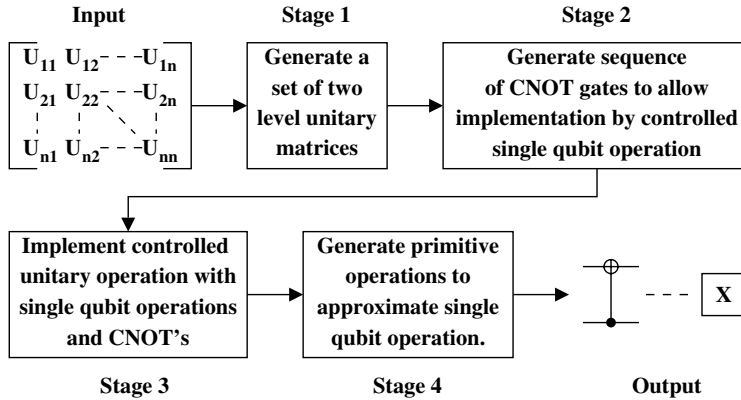 Input
Stage 1
Stage 2
U11 U12 U1n
U21 U22 U2n
Un1 Un2 Unn
Generate a
set of two
level unitary
matrices
Generate sequence
of CNOT gates to allow
implementation by controlled
single qubit operation
Implement controlled
unitary operation with
single qubit operations
and CNOT's
Generate primitive
operations to
approximate single
qubit operation.
X
Stage 3
Stage 4
Output